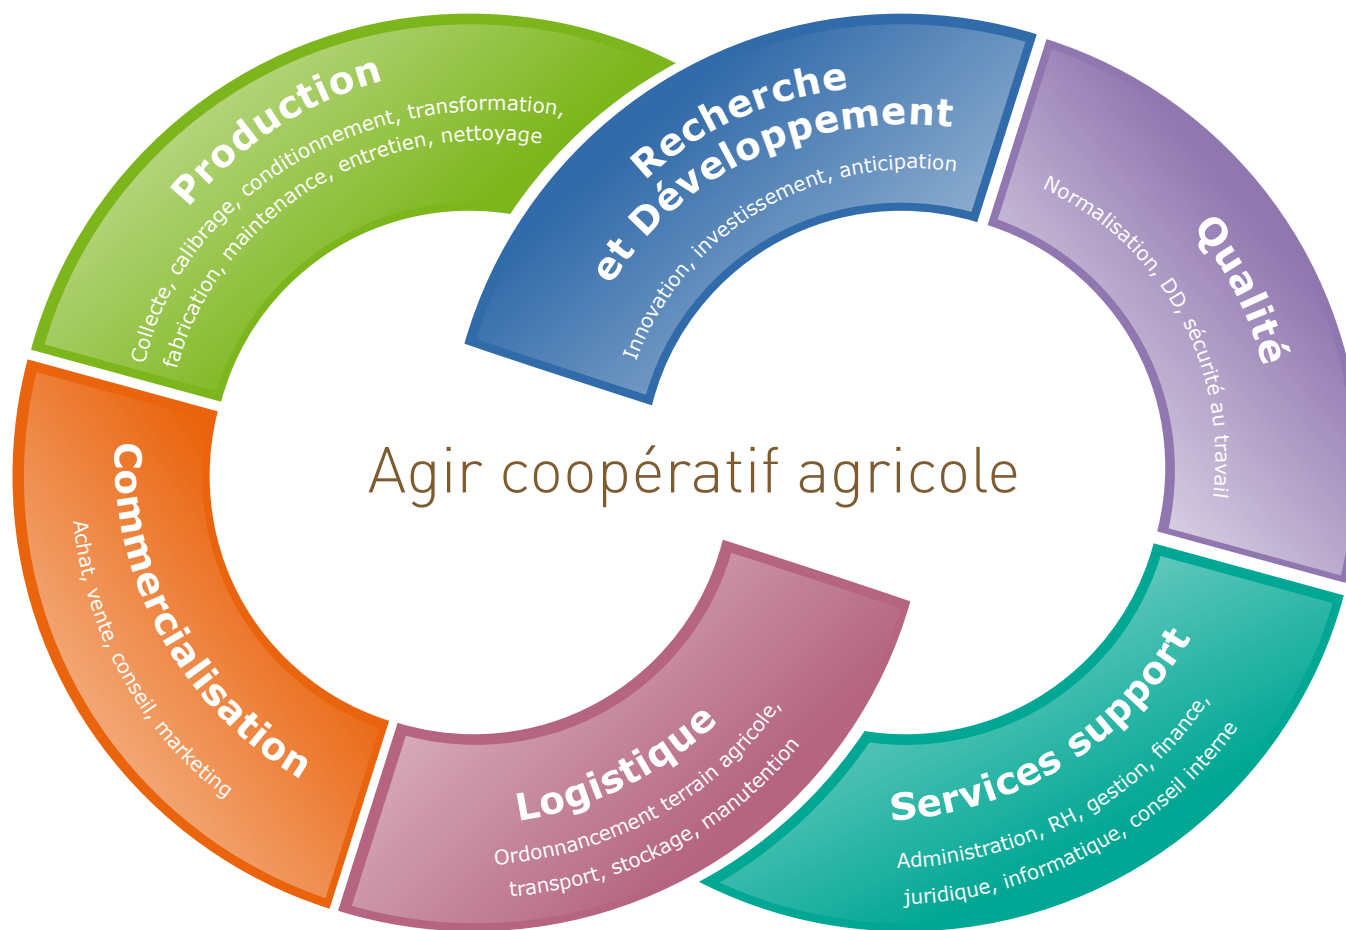 Production
Collecte, calibrage, conditionnement, transformation,
fabrication, maintenance, entretien, nettoyage
Recherche
et Développement
Innovation, investissement, anticipation
Qualité
Normalisation, DD, sécurité au travail
Agir coopératif agricole
Commercialisation
Achat, vente, conseil, marketing
Logistique
Ordonnancement terrain agricole,
transport, stockage, manutention
Services support
Administration, RH, gestion, finance,
juridique, informatique, conseil interne